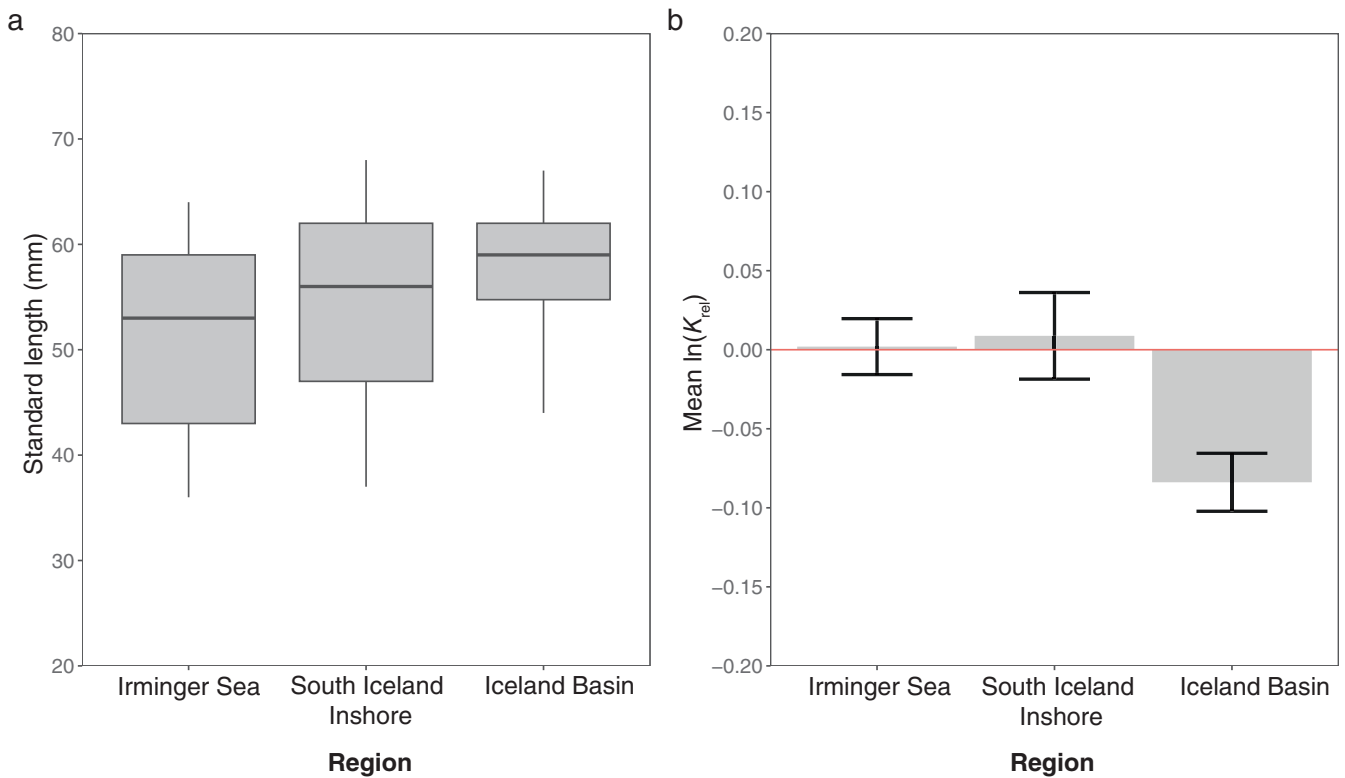 a
80
70
60
50
40
30
20
Standard length (mm)
Irminger Sea
South Iceland
Inshore
Iceland Basin
Region
b
0.20
0.15
0.10
0.05
0.00
−0.05
−0.10
−0.15
−0.20
Mean ln(Krel)
Irminger Sea
South Iceland
Inshore
Iceland Basin
Region